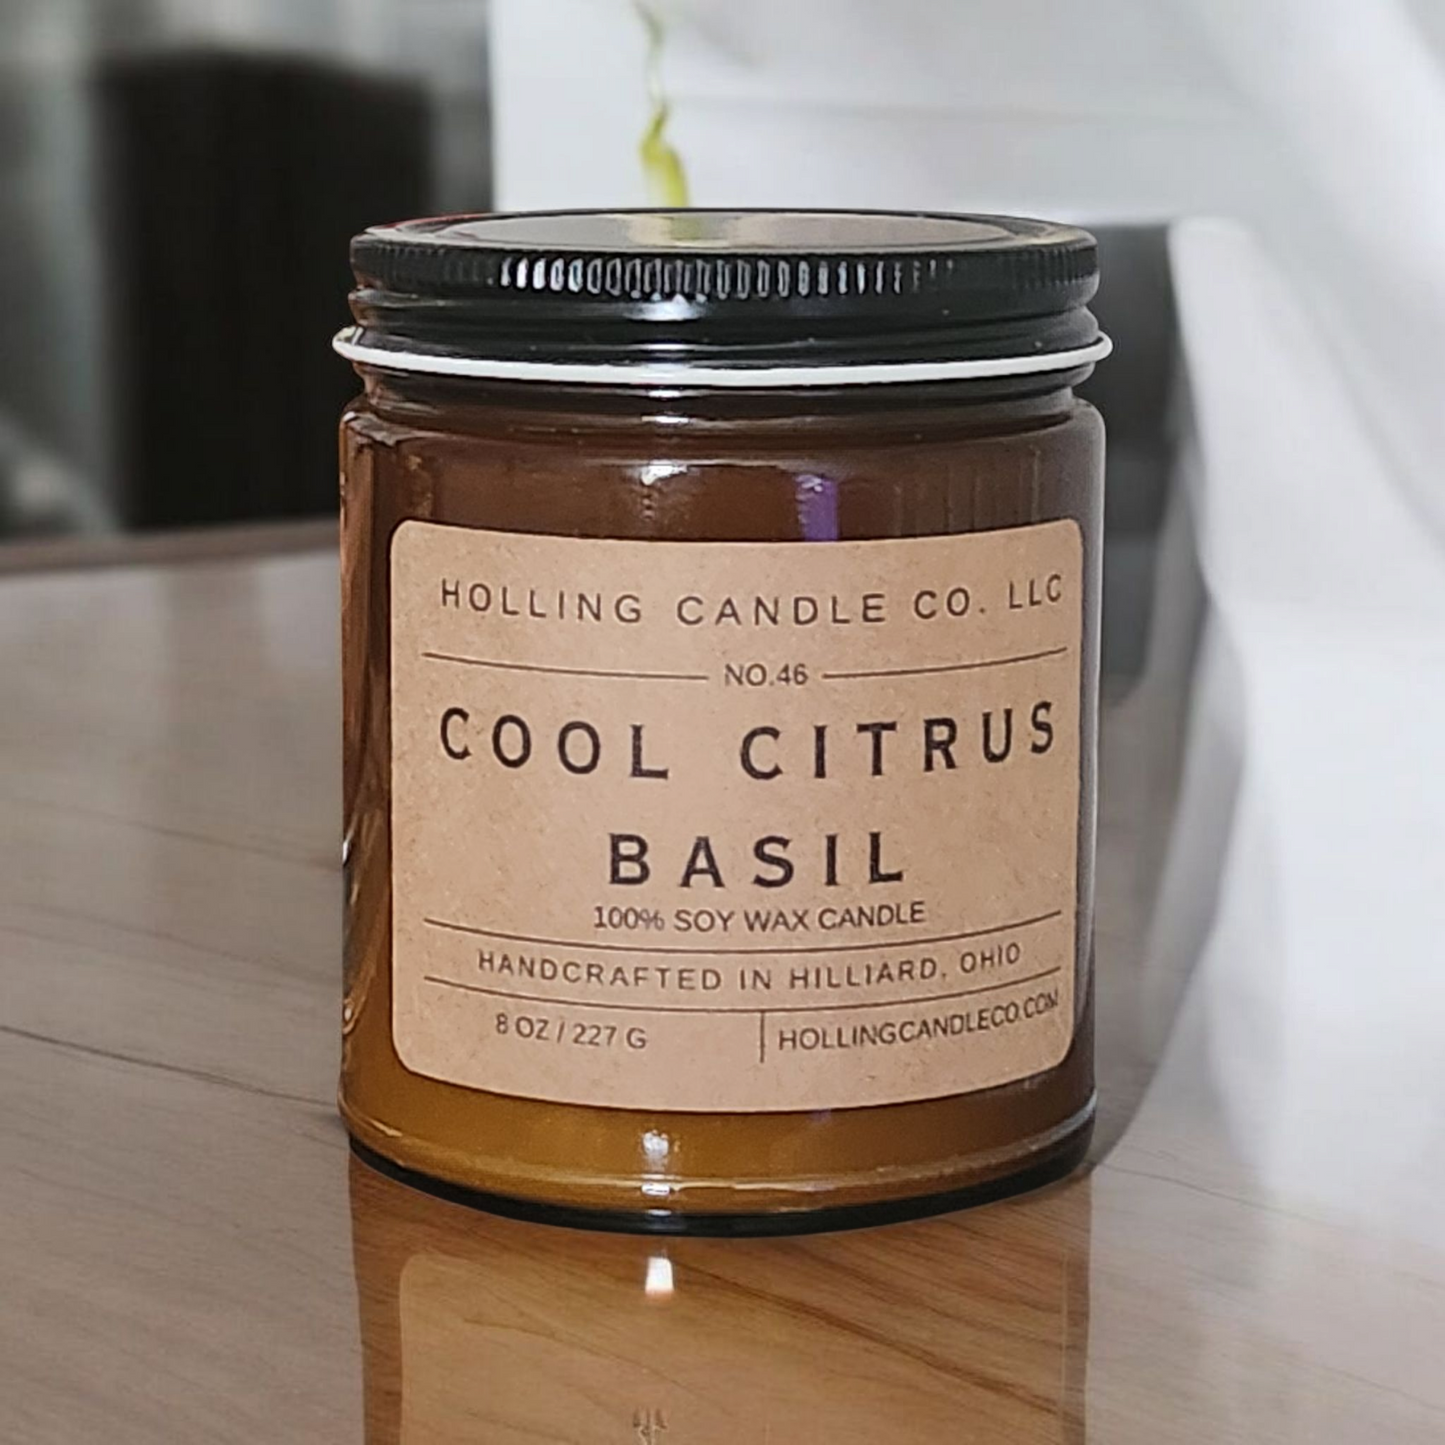 HOLLING CANDLE CO. LLC
NO.46
COOL CITRUS
BASIL
100% SOY WAX CANDLE
HANDCRAFTED IN HILLIARD, OHIO
8 OZ / 227 G
HOLLINGCANDLECO.COM